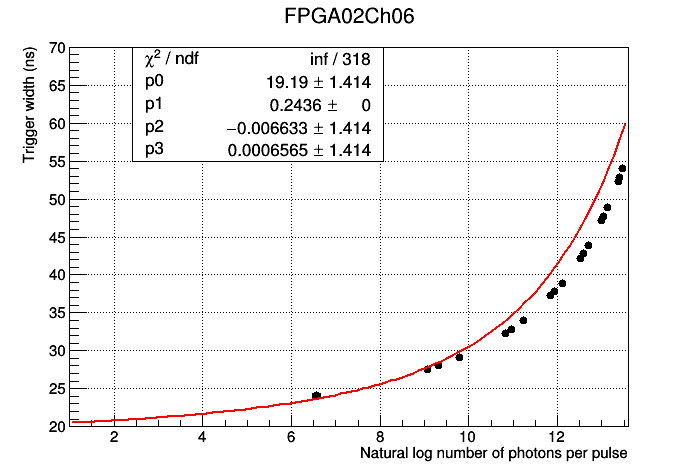 FPGA02Ch06
χ² / ndf inf / 318
p0 19.19 ± 1.414
p1 0.2436 ± 0
p2 −0.006633 ± 1.414
p3 0.0006565 ± 1.414
Trigger width (ns)
70
65
60
55
50
45
40
35
30
25
20
2 4 6 8 10 12
Natural log number of photons per pulse